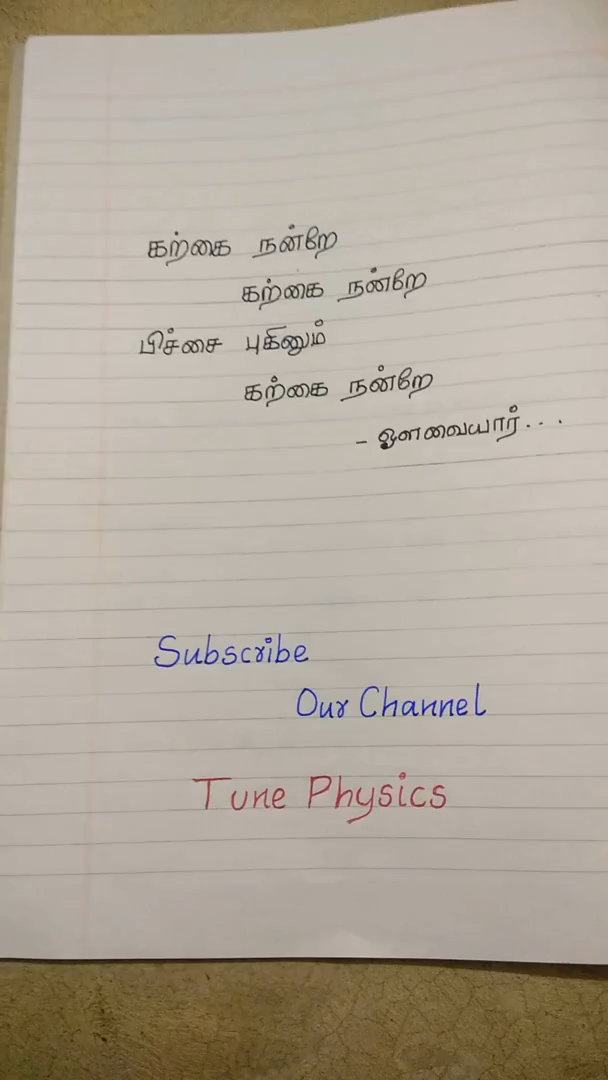 கற்கை நன்றே
கற்கை நன்றே
பிச்சை புகினும்
கற்கை நன்றே
- ஔவையார்...
Subscribe
Our Channel
Tune Physics